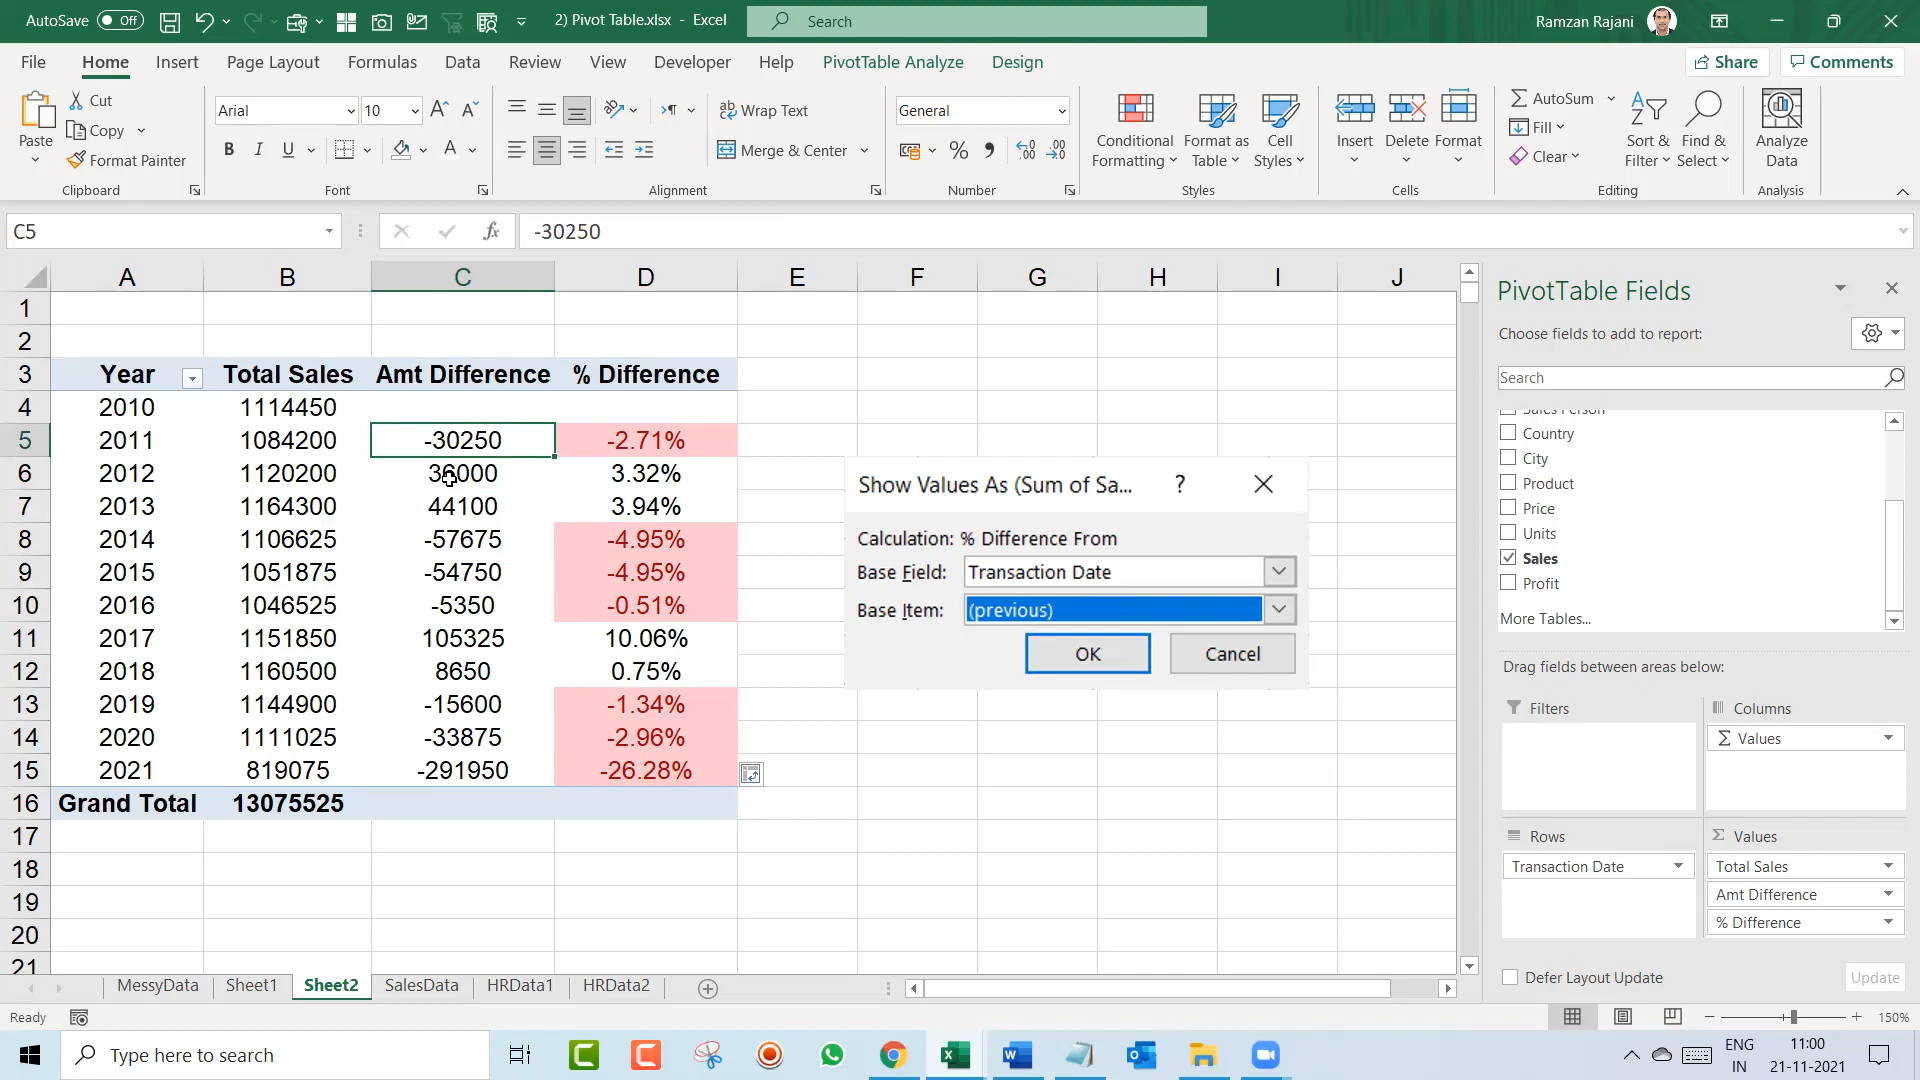 AutoSave Off 2) Pivot Table.xlsx - Excel Search Ramzan Rajani
File Home Insert Page Layout Formulas Data Review View Developer Help PivotTable Analyze Design Share Comments
Paste Cut Copy Format Painter
Clipboard
Arial 10
B I U A
Font
Wrap Text
Merge & Center
Alignment
General
%
Number
Conditional Formatting Format as Table Cell Styles
Styles
Insert Delete Format
Cells
AutoSum
Fill
Clear
Sort & Filter Find & Select
Editing
Analyze Data
Analysis
C5 fx -30250
A B C D E F G H I J
1
2
3 Year Total Sales Amt Difference % Difference
4 2010 1114450
5 2011 1084200 -30250 -2.71%
6 2012 1120200 36000 3.32%
7 2013 1164300 44100 3.94%
8 2014 1106625 -57675 -4.95%
9 2015 1051875 -54750 -4.95%
10 2016 1046525 -5350 -0.51%
11 2017 1151850 105325 10.06%
12 2018 1160500 8650 0.75%
13 2019 1144900 -15600 -1.34%
14 2020 1111025 -33875 -2.96%
15 2021 819075 -291950 -26.28%
16 Grand Total 13075525
17
18
19
20
21
Show Values As (Sum of Sa... ?
Calculation: % Difference From
Base Field: Transaction Date
Base Item: (previous)
OK Cancel
PivotTable Fields
Choose fields to add to report:
Search
Sales Person
Country
City
Product
Price
Units
Sales
Profit
More Tables...
Drag fields between areas below:
Filters Columns
Σ Values
Rows Σ Values
Transaction Date Total Sales
Amt Difference
% Difference
Defer Layout Update Update
MessyData Sheet1 Sheet2 SalesData HRData1 HRData2
Ready 150%
Type here to search
ENG
IN
11:00
21-11-2021